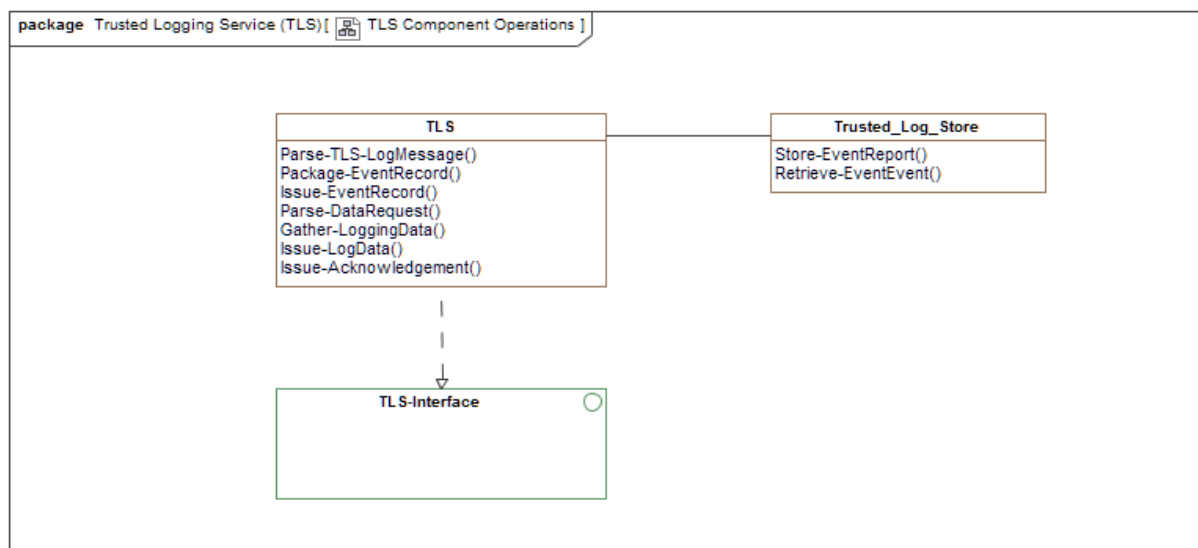 package Trusted Logging Service (TLS) [ TLS Component Operations ]
TLS
Parse-TLS-LogMessage()
Package-EventRecord()
Issue-EventRecord()
Parse-DataRequest()
Gather-LoggingData()
Issue-LogData()
Issue-Acknowledgement()
Trusted_Log_Store
Store-EventReport()
Retrieve-EventEvent()
TLS-Interface